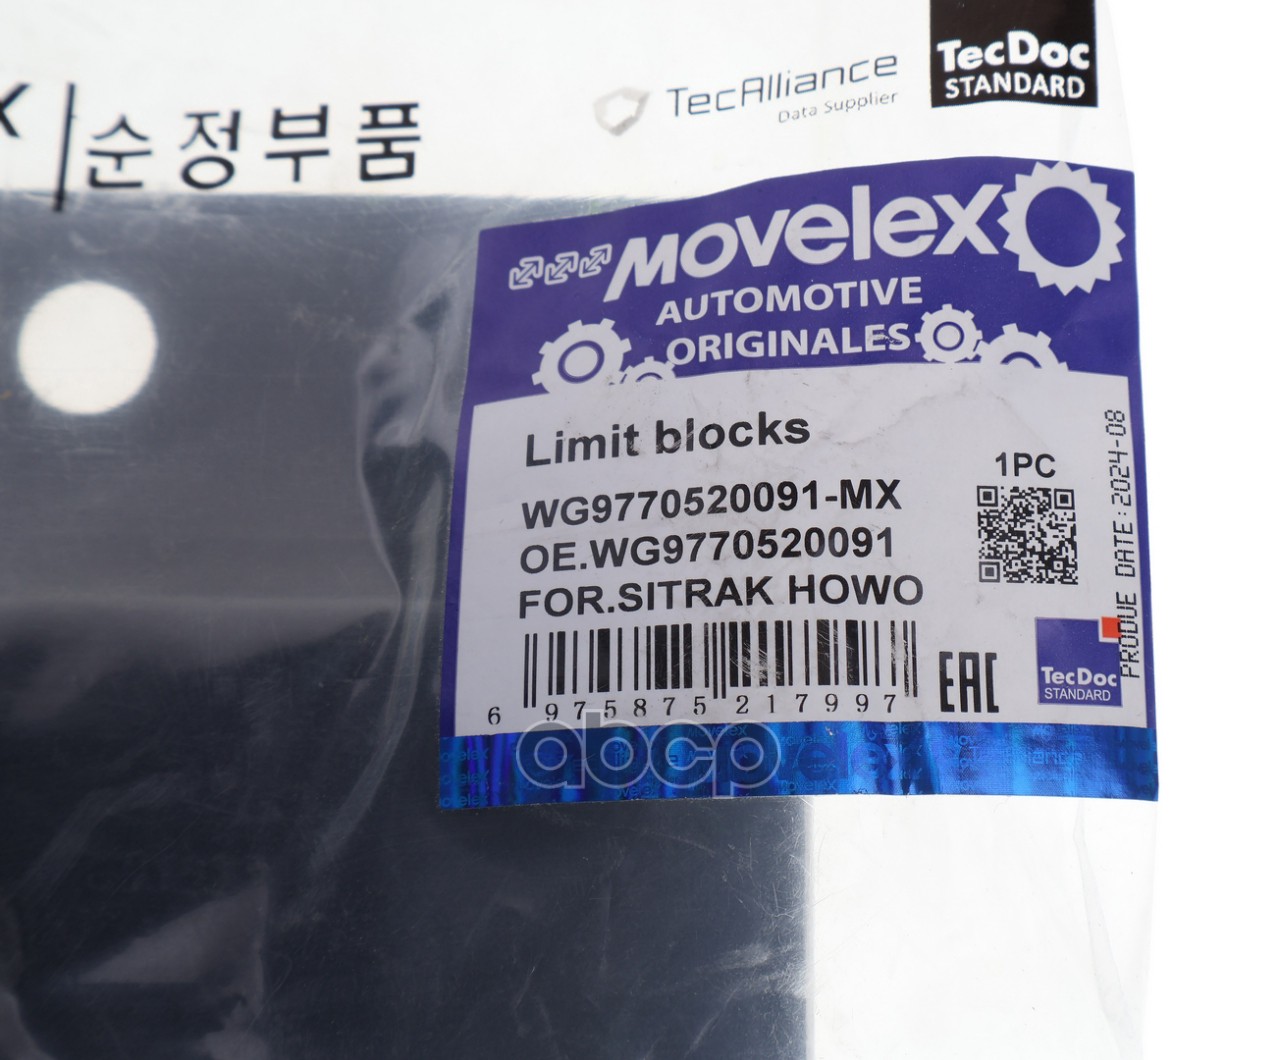 순정부품
TecAlliance
Data Supplier
TecDoc
STANDARD
Movelex
AUTOMOTIVE
ORIGINALES
Limit blocks
1PC
WG9770520091-MX
OE.WG9770520091
FOR.SITRAK HOWO
PRODUE DATE:2024-08
6 975875 217997
EAC
TecDoc
STANDARD
abcp